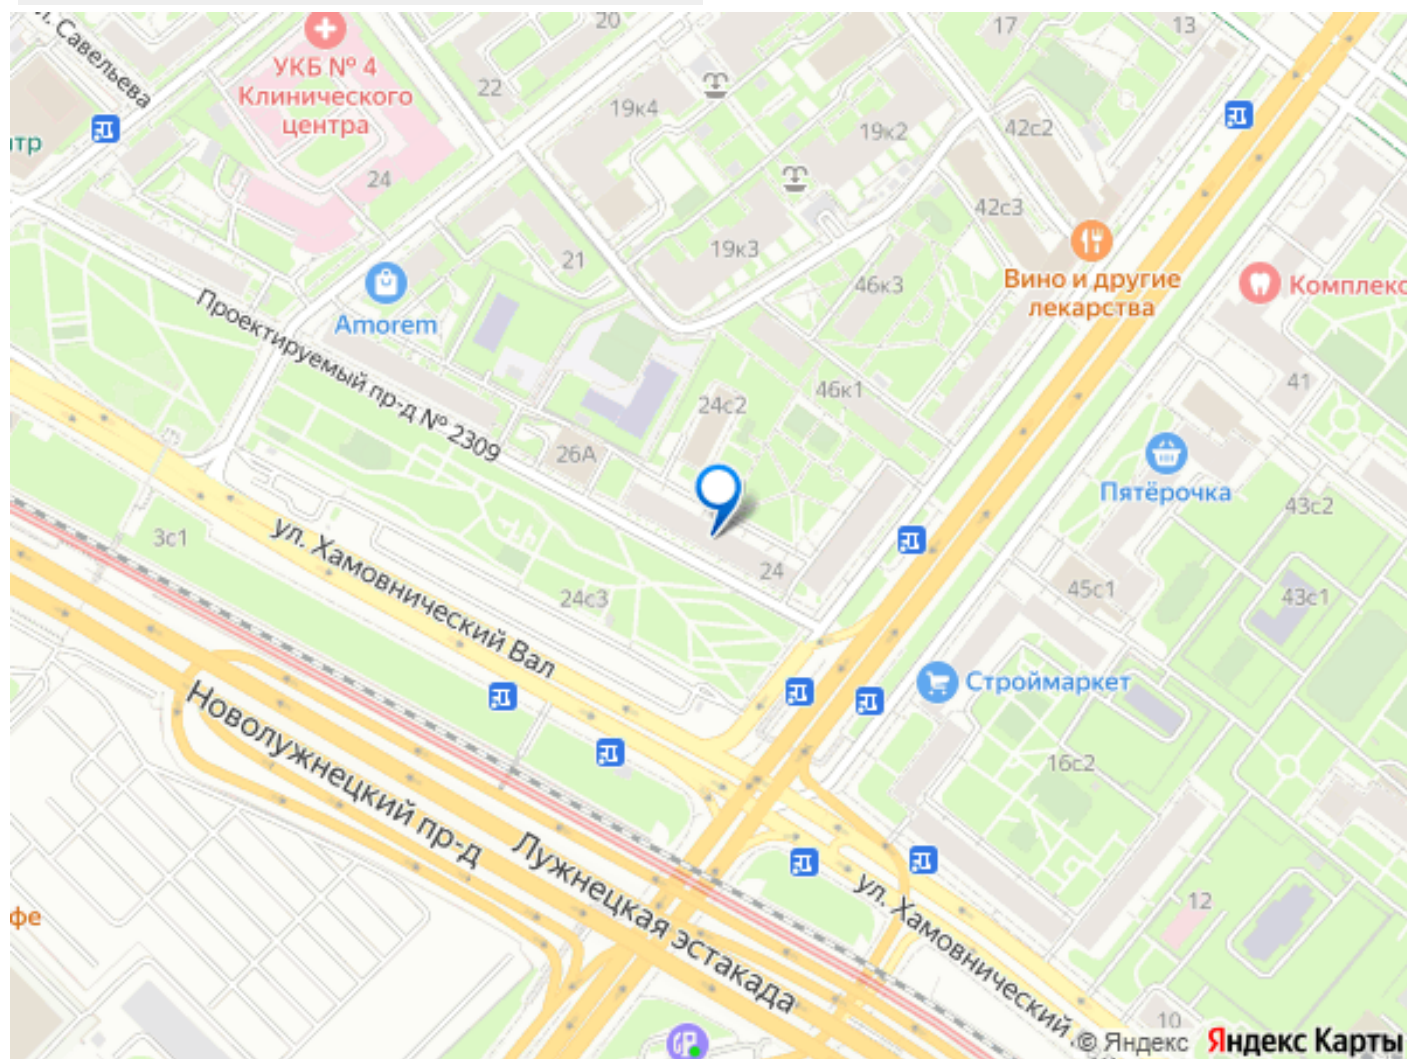 20
17
13
л. Савельева
УКБ № 4
Клинического
центра
22
19к4
19к2
42с2
тр
24
42с3
19к3
21
46к3
Вино и другие
лекарства
Комплекс
Проектируемый пр-д № 2309
Amorem
46к1
41
24с2
26А
Пятёрочка
43с2
3с1
ул. Хамовнический Вал
24
24с3
45с1
43с1
Строймаркет
Новолужнецкий пр-д
16с2
Лужнецкая эстакада
ул. Хамовнический
12
фе
10
© Яндекс Яндекс Карты